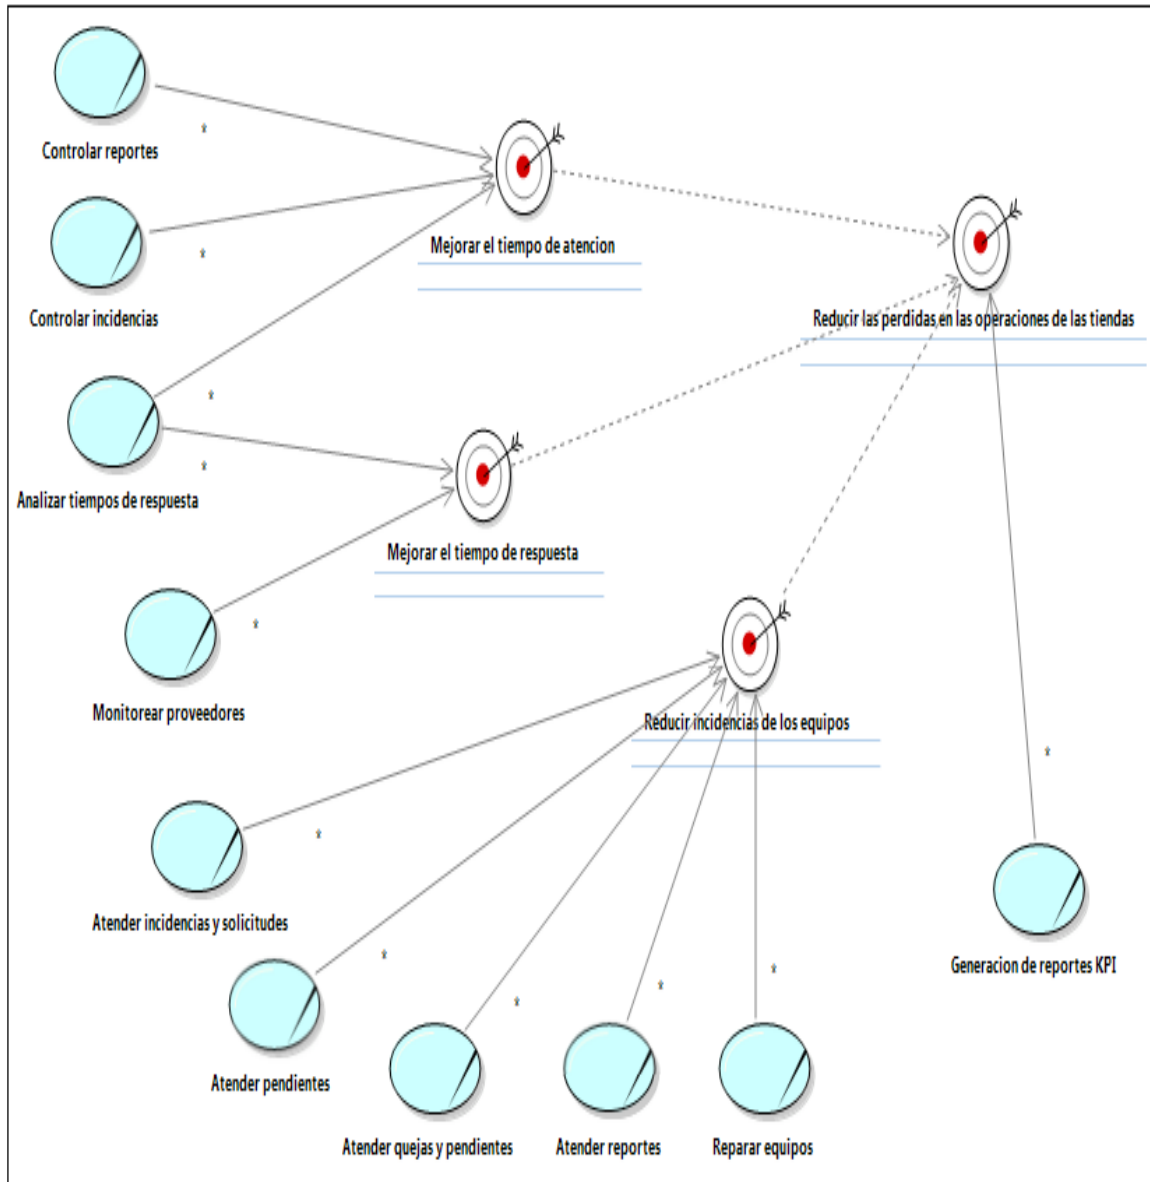 Controlar reportes
*
Controlar incidencias
*
Mejorar el tiempo de atencion
Reducir las perdidas en las operaciones de las tiendas
*
*
Analizar tiempos de respuesta
Mejorar el tiempo de respuesta
*
Monitorear proveedores
Reducir incidencias de los equipos
*
*
Atender incidencias y solicitudes
*
*
*
*
Generacion de reportes KPI
Atender pendientes
Atender quejas y pendientes
Atender reportes
Reparar equipos